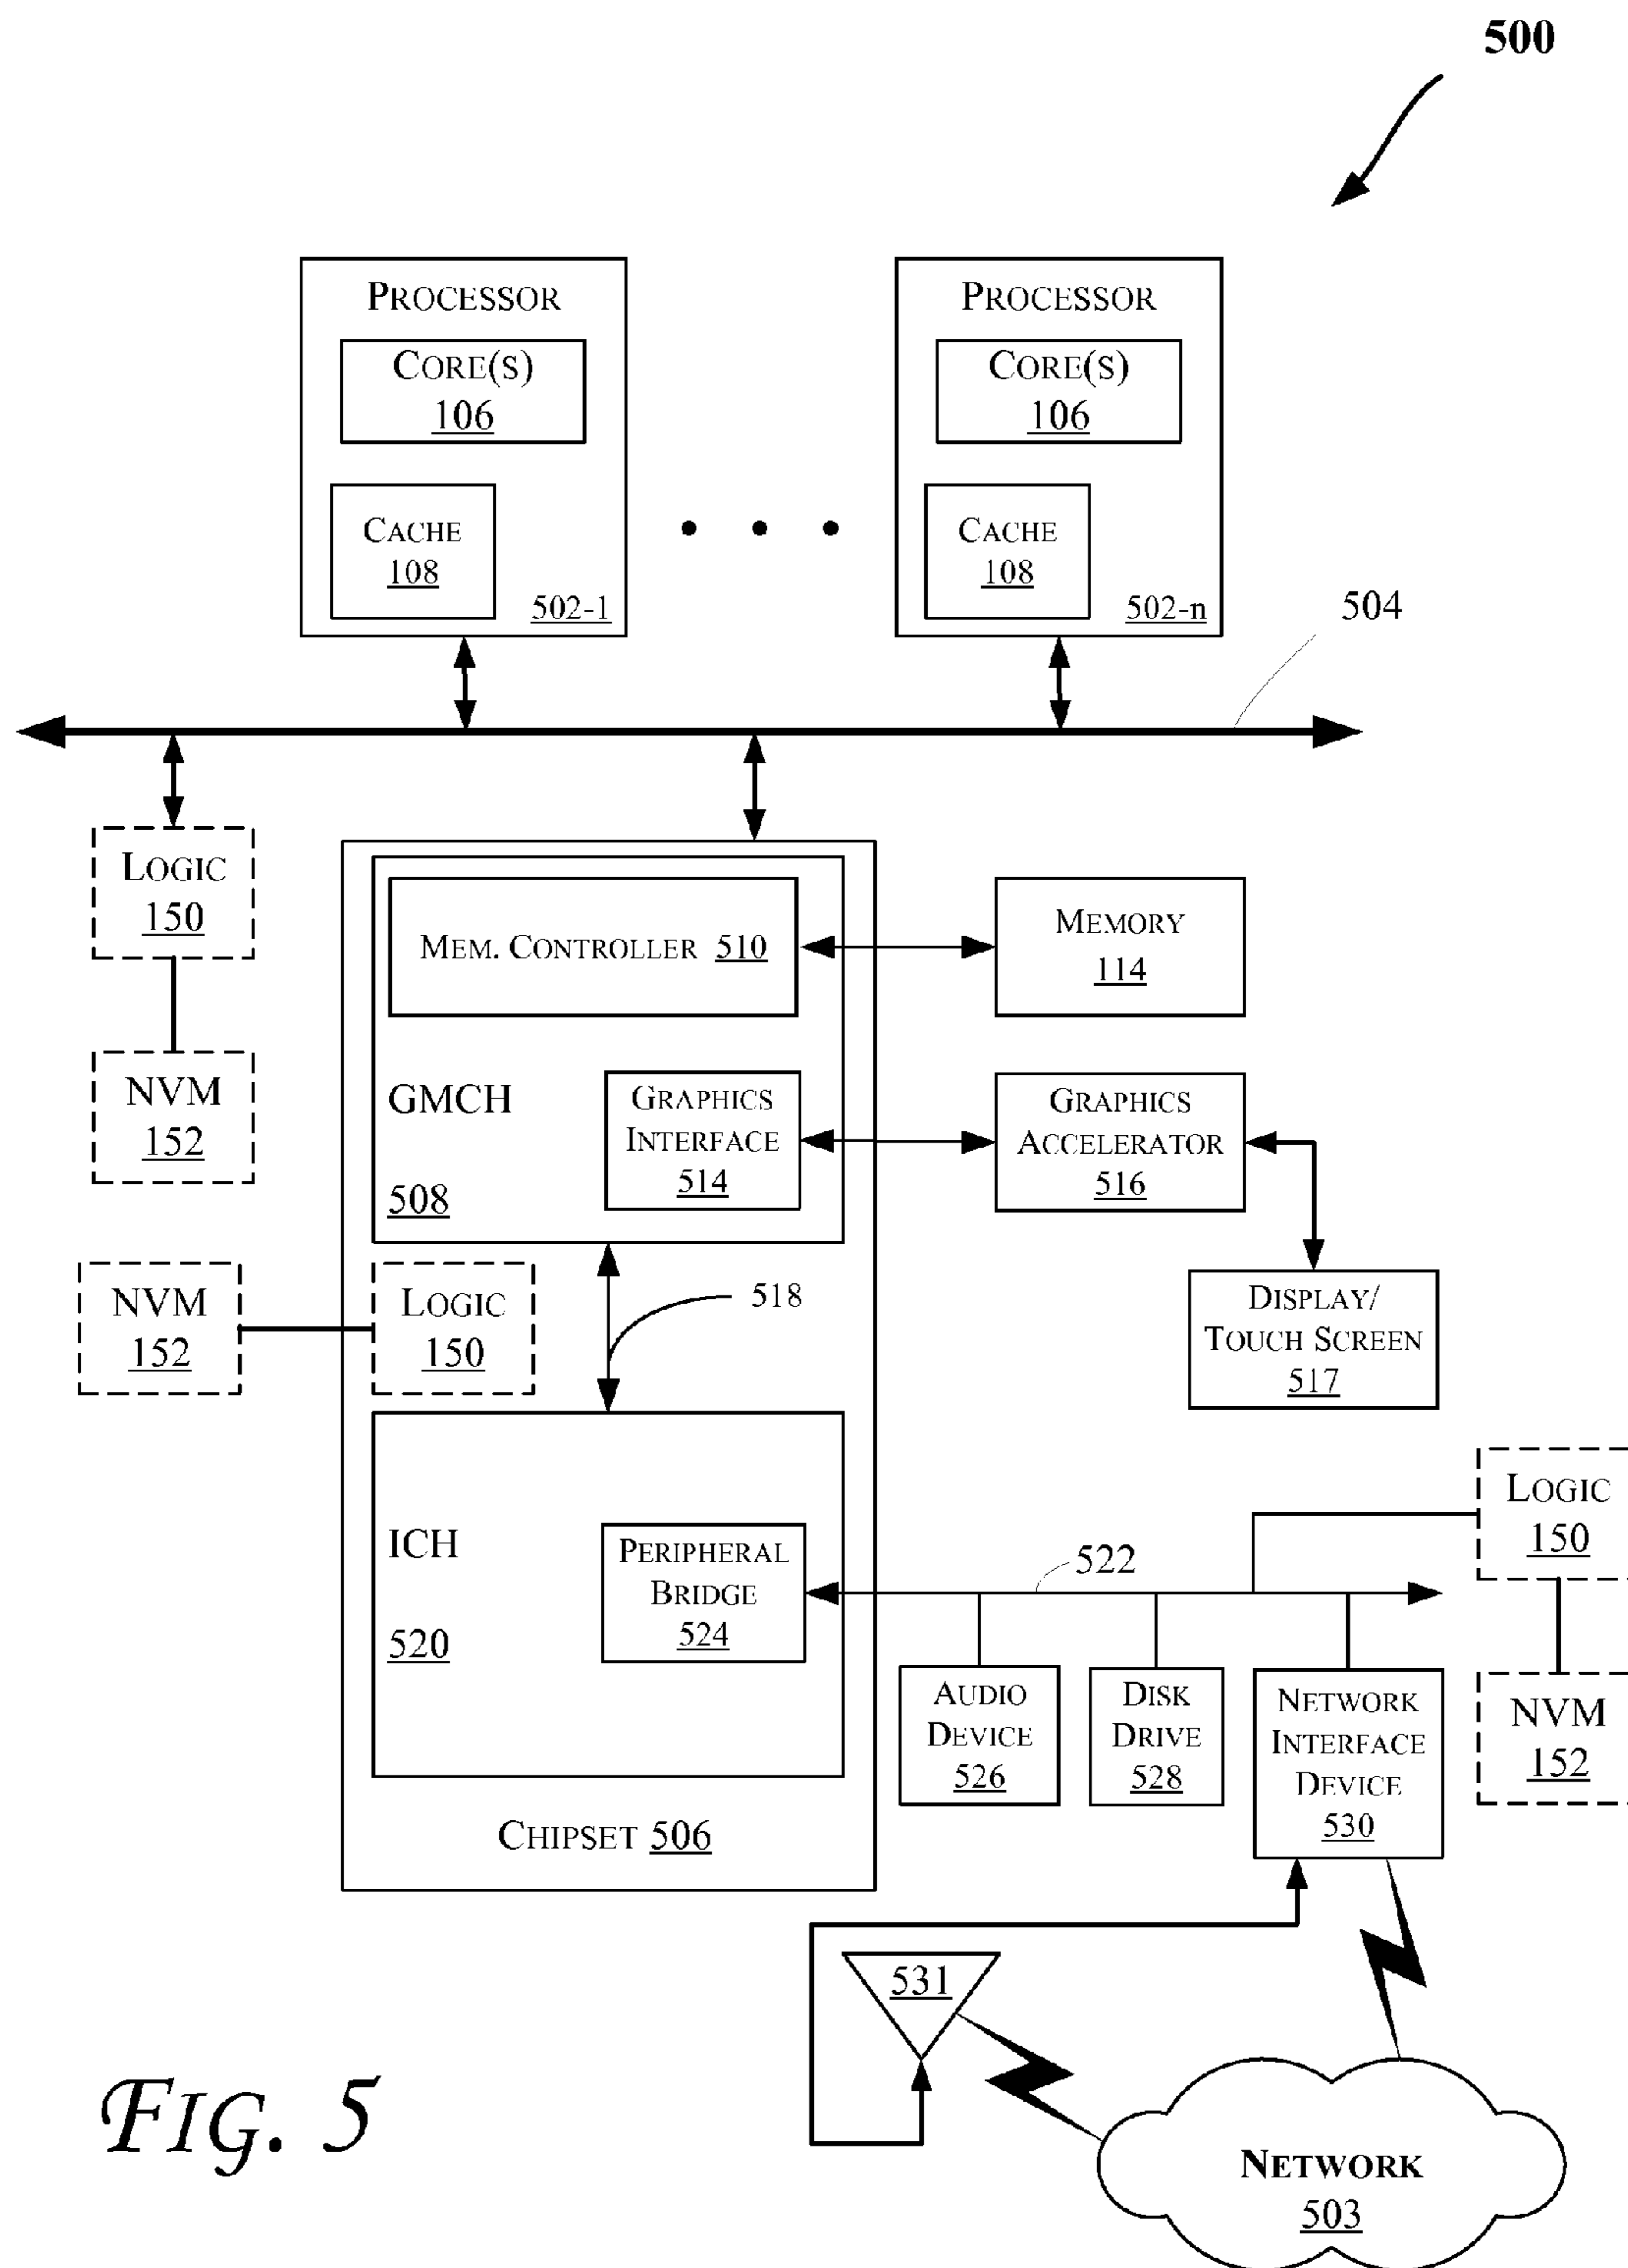 500
PROCESSOR
CORE(S)
106
CACHE
108
502-1
PROCESSOR
CORE(S)
106
CACHE
108
502-n
504
LOGIC
150
NVM
152
MEM. CONTROLLER 510
MEMORY
114
GMCH
508
GRAPHICS
INTERFACE
514
GRAPHICS
ACCELERATOR
516
NVM
152
LOGIC
150
518
DISPLAY/
TOUCH SCREEN
517
ICH
520
PERIPHERAL
BRIDGE
524
522
LOGIC
150
NVM
152
AUDIO
DEVICE
526
DISK
DRIVE
528
NETWORK
INTERFACE
DEVICE
530
CHIPSET 506
531
NETWORK
503
FIG. 5